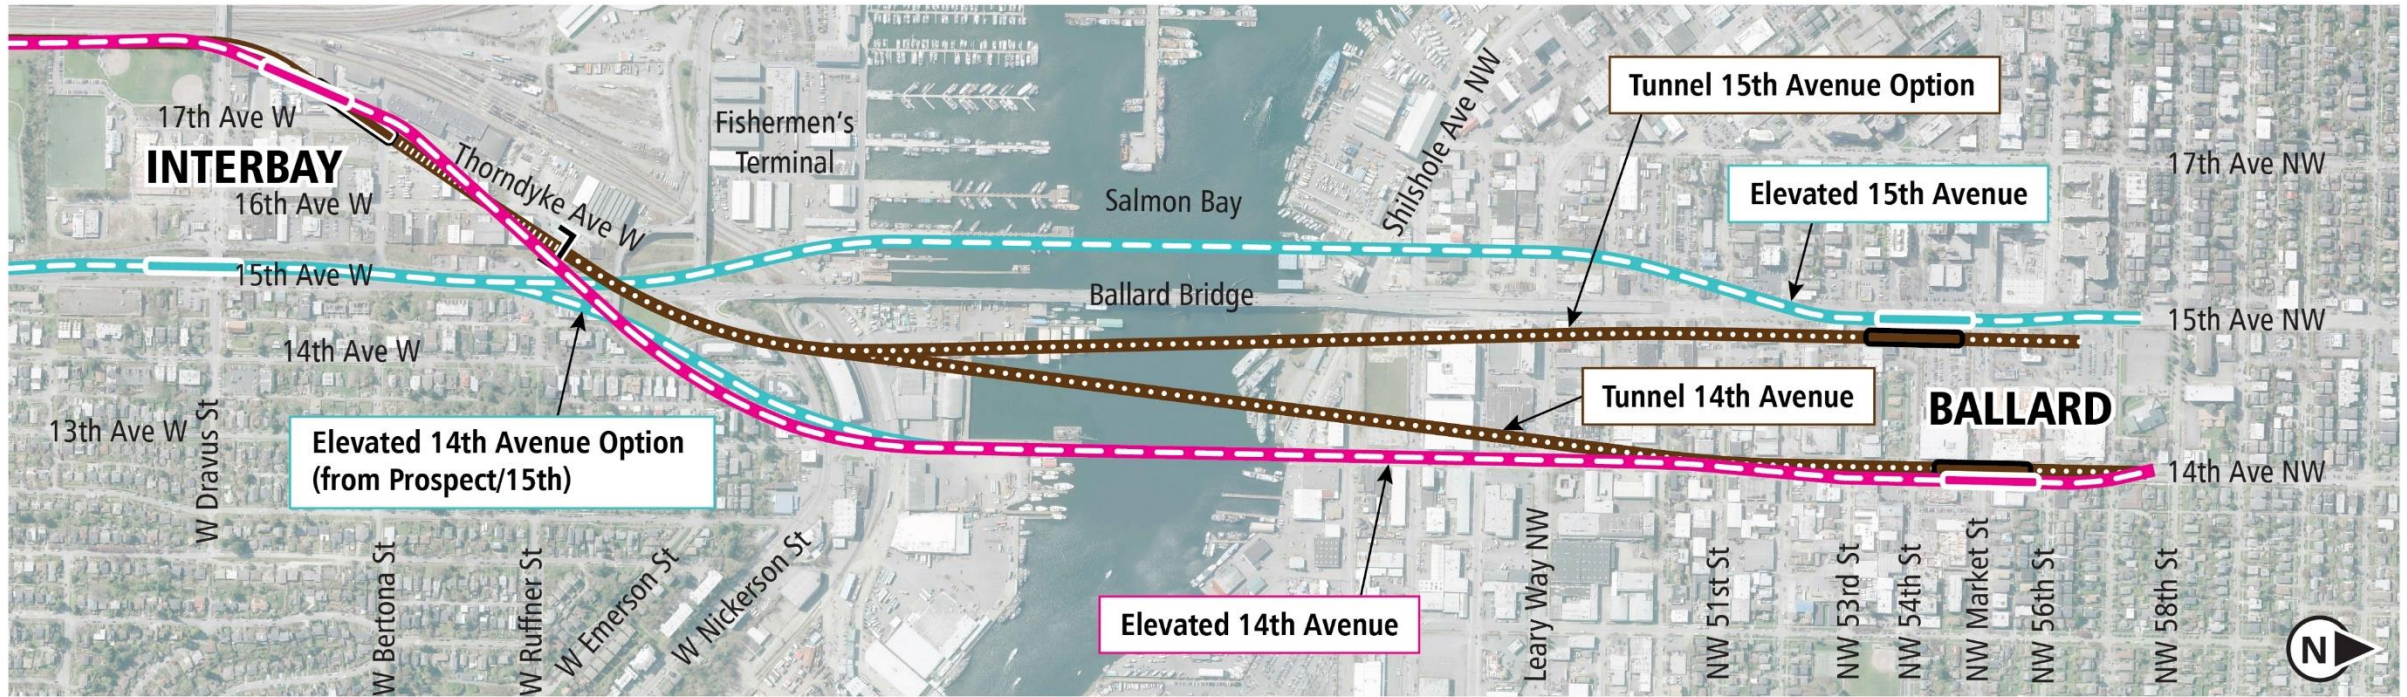 Tunnel 15th Avenue Option
Elevated 15th Avenue
Tunnel 14th Avenue
Elevated 14th Avenue Option
(from Prospect/15th)
Elevated 14th Avenue
INTERBAY
BALLARD
Fishermen's
Terminal
Salmon Bay
Ballard Bridge
17th Ave W
16th Ave W
15th Ave W
14th Ave W
13th Ave W
Thorndyke Ave W
Shilshole Ave NW
17th Ave NW
15th Ave NW
14th Ave NW
W Dravus St
W Bertona St
W Ruffner St
W Emerson St
W Nickerson St
Leary Way NW
NW 51st St
NW 53rd St
NW 54th St
NW Market St
NW 56th St
NW 58th St
N